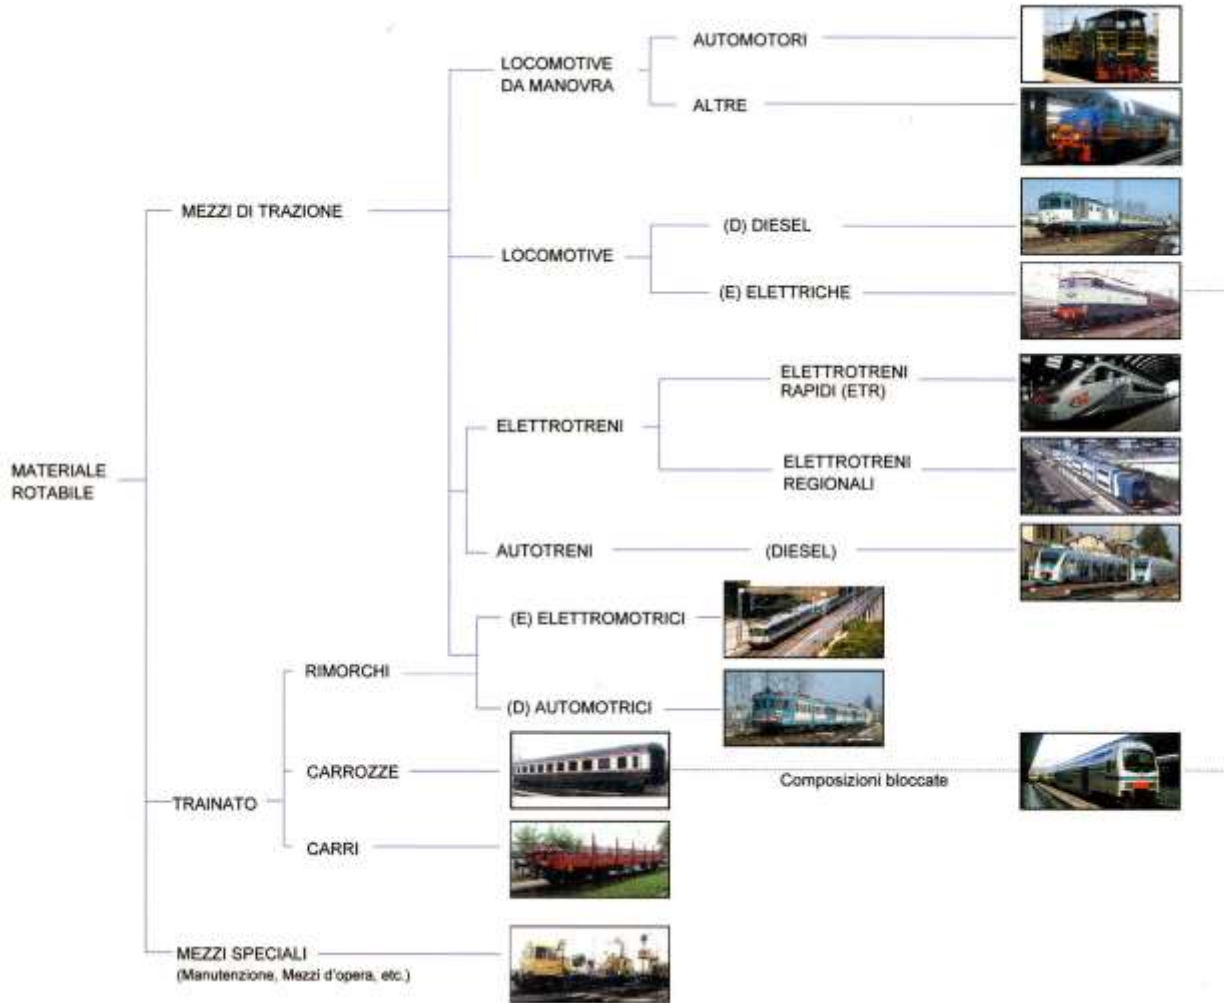 AUTOMOTORI
LOCOMOTIVE
DA MANOVRA
ALTRE
MEZZI DI TRAZIONE
(D) DIESEL
LOCOMOTIVE
(E) ELETTRICHE
ELETTROTRENI
RAPIDI (ETR)
ELETTROTRENI
ELETTROTRENI
REGIONALI
MATERIALE
ROTABILE
AUTOTRENI
(DIESEL)
(E) ELETTROMOTRICI
RIMORCHI
(D) AUTOMOTRICI
CARROZZE
Composizioni bloccate
TRAINATO
CARRI
MEZZI SPECIALI
(Manutenzione, Mezzi d'opera, etc.)